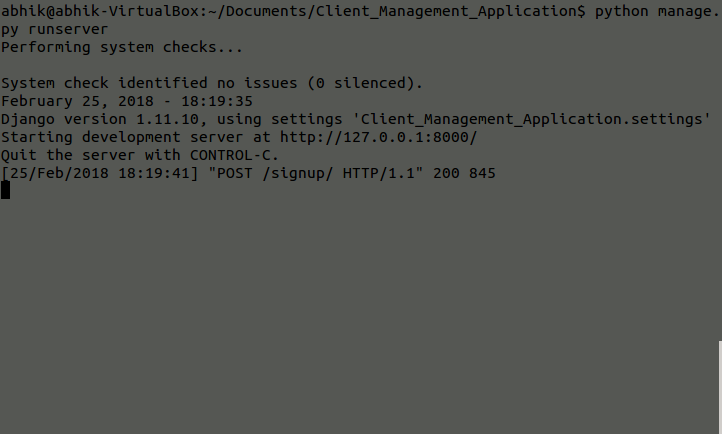 abhik@abhik-VirtualBox:~/Documents/Client_Management_Application$ python manage.
py runserver
Performing system checks...
System check identified no issues (0 silenced).
February 25, 2018 - 18:19:35
Django version 1.11.10, using settings 'Client_Management_Application.settings'
Starting development server at http://127.0.0.1:8000/
Quit the server with CONTROL-C.
[25/Feb/2018 18:19:41] "POST /signup/ HTTP/1.1" 200 845